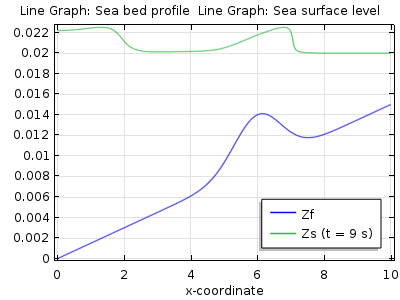 Line Graph: Sea bed profile Line Graph: Sea surface level
0.022
0.02
0.018
0.016
0.014
0.012
0.01
0.008
0.006
0.004
0.002
0
0 2 4 6 8 10
x-coordinate
Zf
Zs (t = 9 s)